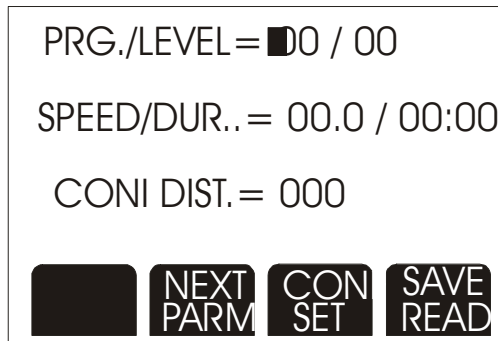 PRG./LEVEL=00 / 00
SPEED/DUR..= 00.0 / 00:00
CONI DIST.= 000
NEXT PARM CON SET SAVE READ